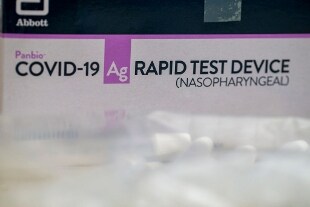 Abbott
Panbio
COVID-19 Ag RAPID TEST DEVICE
(NASOPHARYNGEAL)